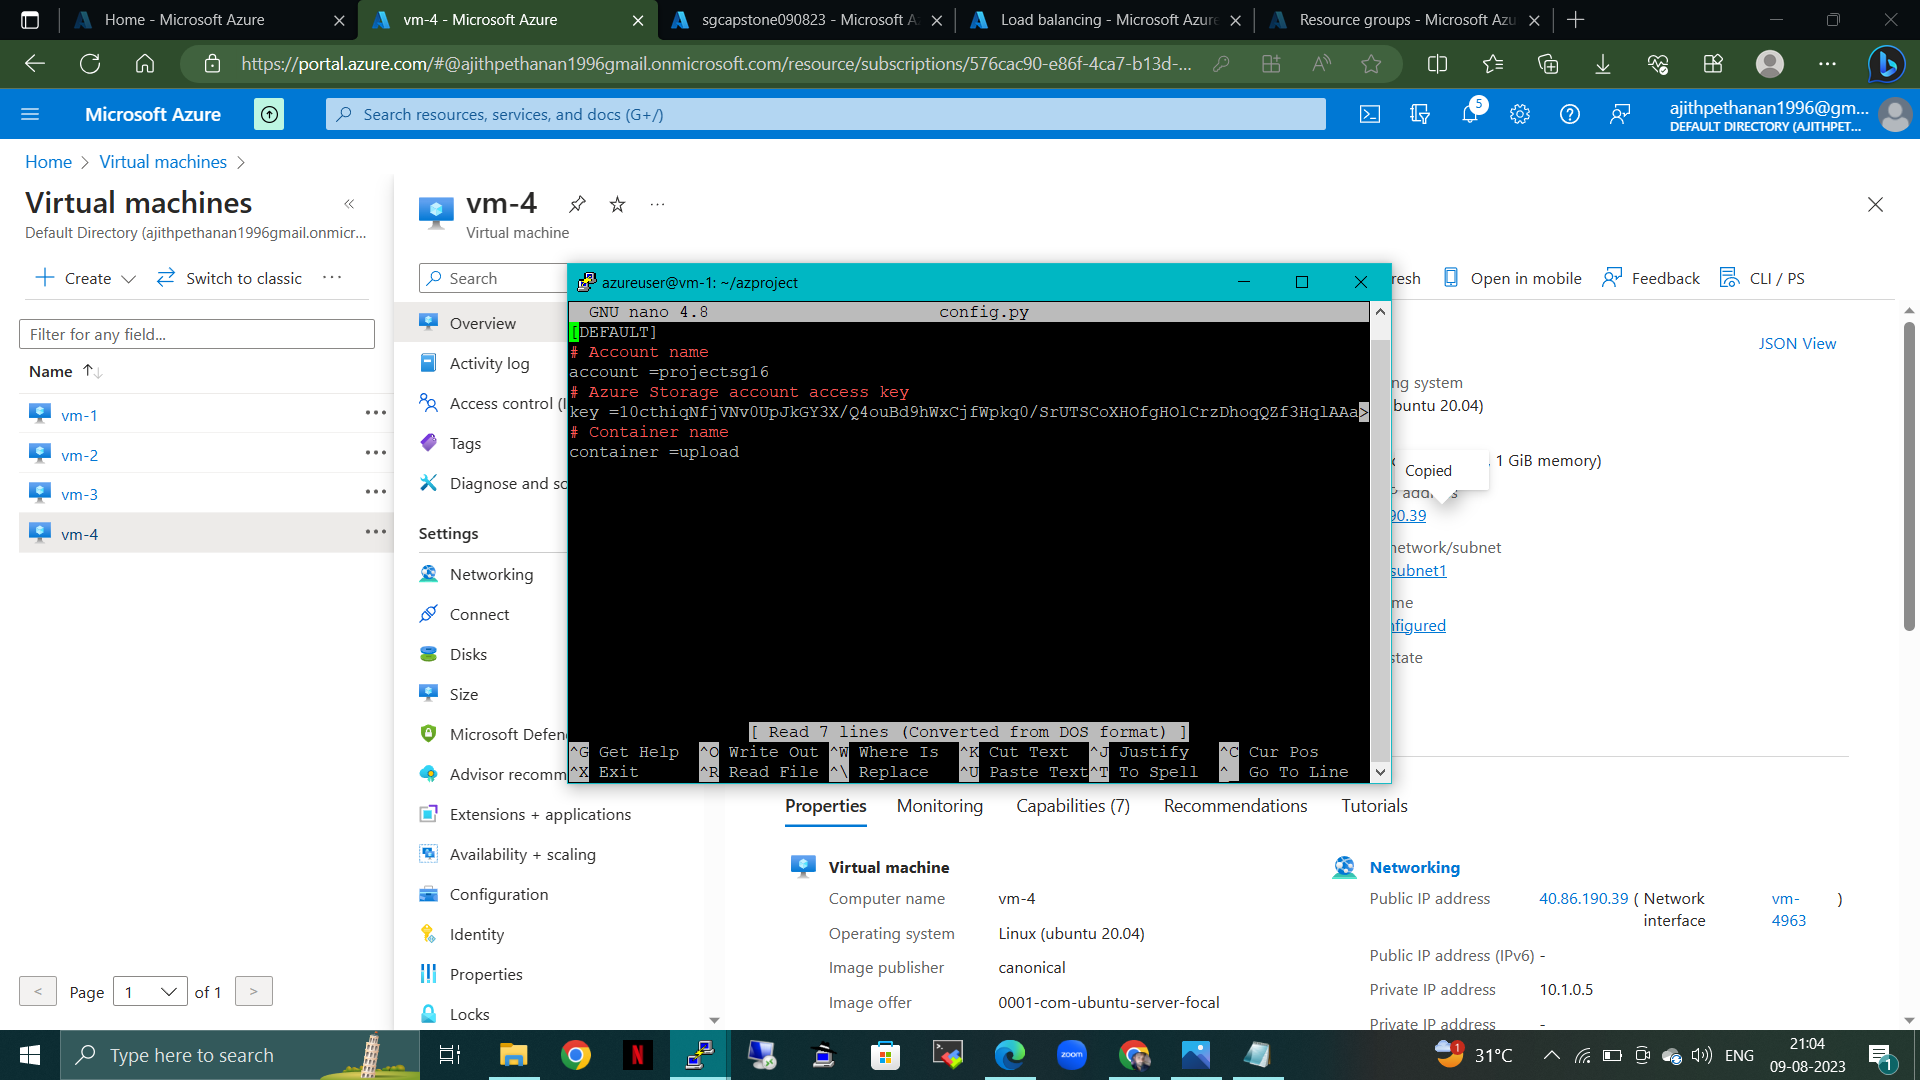 Home - Microsoft Azure
vm-4 - Microsoft Azure
sgcapstone090823 - Microsoft A
Load balancing - Microsoft Azure
Resource groups - Microsoft Azu
https://portal.azure.com/#@ajithpethanan1996gmail.onmicrosoft.com/resource/subscriptions/576cac90-e86f-4ca7-b13d-...
Microsoft Azure
Search resources, services, and docs (G+/)
5
ajithpethanan1996@gm...
DEFAULT DIRECTORY (AJITHPET...
Home > Virtual machines >
Virtual machines
Default Directory (ajithpethanan1996gmail.onmicr...
Create
Switch to classic
Filter for any field...
Name
vm-1
vm-2
vm-3
vm-4
< Page 1 of 1 >
vm-4
Virtual machine
Search
Overview
Activity log
Access control (I
Tags
Diagnose and so
Settings
Networking
Connect
Disks
Size
Microsoft Defen
Advisor recomm
Extensions + applications
Availability + scaling
Configuration
Identity
Properties
Locks
azureuser@vm-1: ~/azproject
GNU nano 4.8 config.py
[DEFAULT]
# Account name
account =projectsg16
# Azure Storage account access key
key =10cthiqNfjVNv0UpJkGY3X/Q4ouBd9hWxCjfWpkq0/SrUTSCoXHOfgHOlCrzDhoqQZf3HqlAAa>
# Container name
container =upload
[ Read 7 lines (Converted from DOS format) ]
^G Get Help ^O Write Out ^W Where Is ^K Cut Text ^J Justify ^C Cur Pos
^X Exit ^R Read File ^\ Replace ^U Paste Text ^T To Spell ^_ Go To Line
resh
Open in mobile
Feedback
CLI / PS
JSON View
ng system
buntu 20.04)
, 1 GiB memory)
Copied
90.39
network/subnet
subnet1
me
nfigured
state
Properties
Monitoring
Capabilities (7)
Recommendations
Tutorials
Virtual machine
Computer name vm-4
Operating system Linux (ubuntu 20.04)
Image publisher canonical
Image offer 0001-com-ubuntu-server-focal
Networking
Public IP address 40.86.190.39 ( Network interface vm-4963 )
Public IP address (IPv6) -
Private IP address 10.1.0.5
Private IP address -
Type here to search
zoom
1
31°C
ENG
21:04
09-08-2023
1